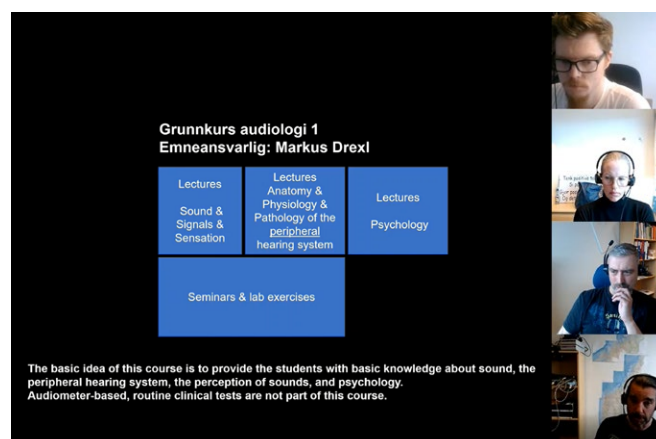 Grunnkurs audiologi 1
Emneansvarlig: Markus Drexl
Lectures
Sound &
Signals &
Sensation
Lectures
Anatomy &
Physiology &
Pathology of the
peripheral
hearing system
Lectures
Psychology
Seminars & lab exercises
The basic idea of this course is to provide the students with basic knowledge about sound, the
peripheral hearing system, the perception of sounds, and psychology.
Audiometer-based, routine clinical tests are not part of this course.